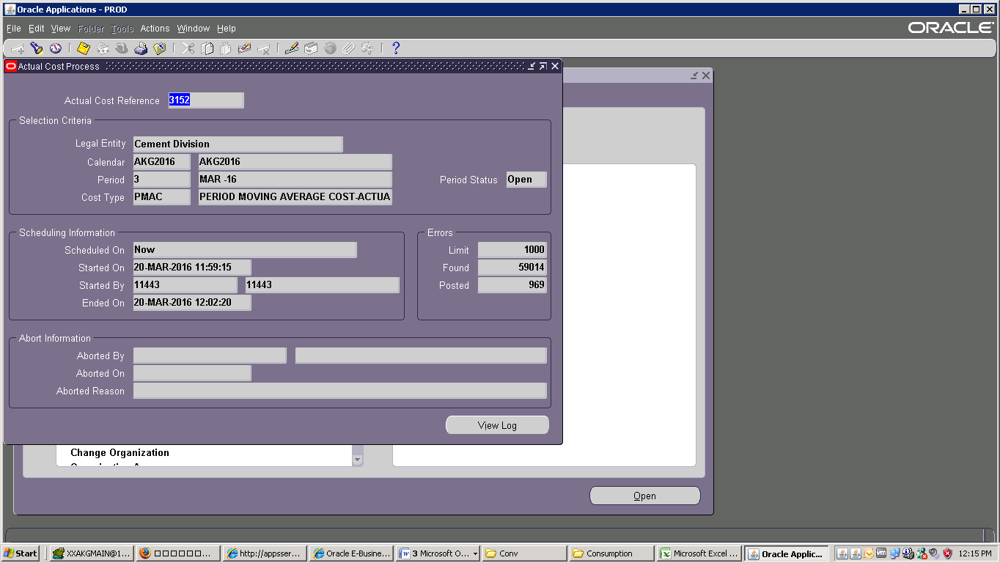 Oracle Applications - PROD
File Edit View Folder Tools Actions Window Help
ORACLE
Actual Cost Process
Actual Cost Reference 3152
Selection Criteria
Legal Entity Cement Division
Calendar AKG2016 AKG2016
Period 3 MAR -16 Period Status Open
Cost Type PMAC PERIOD MOVING AVERAGE COST-ACTUA
Scheduling Information
Scheduled On Now
Started On 20-MAR-2016 11:59:15
Started By 11443 11443
Ended On 20-MAR-2016 12:02:20
Errors
Limit 1000
Found 59014
Posted 969
Abort Information
Aborted By
Aborted On
Aborted Reason
View Log
Change Organization
Open
Start XXAKGMAIN@1... http://appsser... Oracle E-Busine... 3 Microsoft O... Conv Consumption Microsoft Excel ... Oracle Applic... 12:15 PM